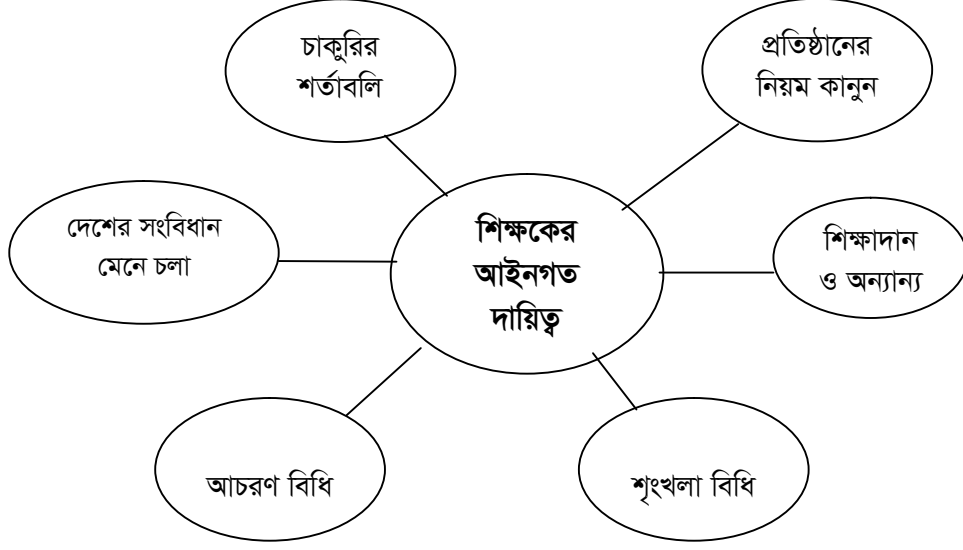 চাকুরির
শর্তাবলি
প্রতিষ্ঠানের
নিয়ম কানুন
দেশের সংবিধান
মেনে চলা
শিক্ষকের
আইনগত
দায়িত্ব
শিক্ষাদান
ও অন্যান্য
আচরণ বিধি
শৃংখলা বিধি